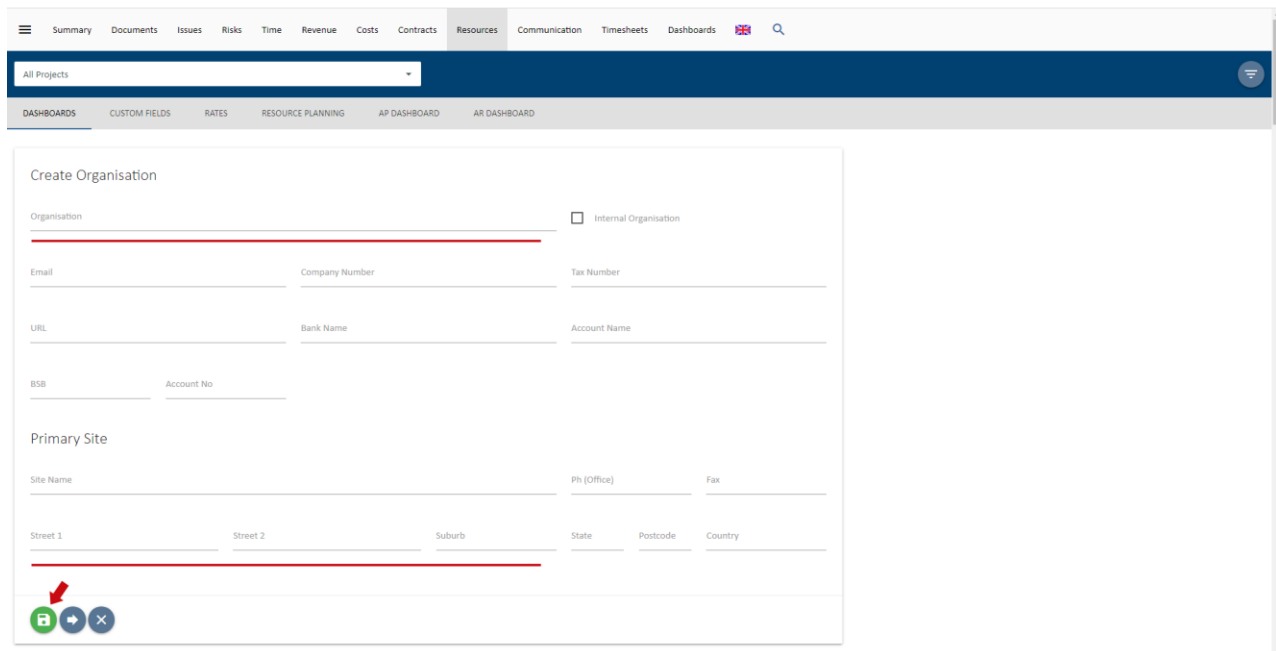 Summary Documents Issues Risks Time Revenue Costs Contracts Resources Communication Timesheets Dashboards
All Projects
DASHBOARDS CUSTOM FIELDS RATES RESOURCE PLANNING AP DASHBOARD AR DASHBOARD
Create Organisation
Organisation Internal Organisation
Email Company Number Tax Number
URL Bank Name Account Name
BSB Account No
Primary Site
Site Name Ph (Office) Fax
Street 1 Street 2 Suburb State Postcode Country